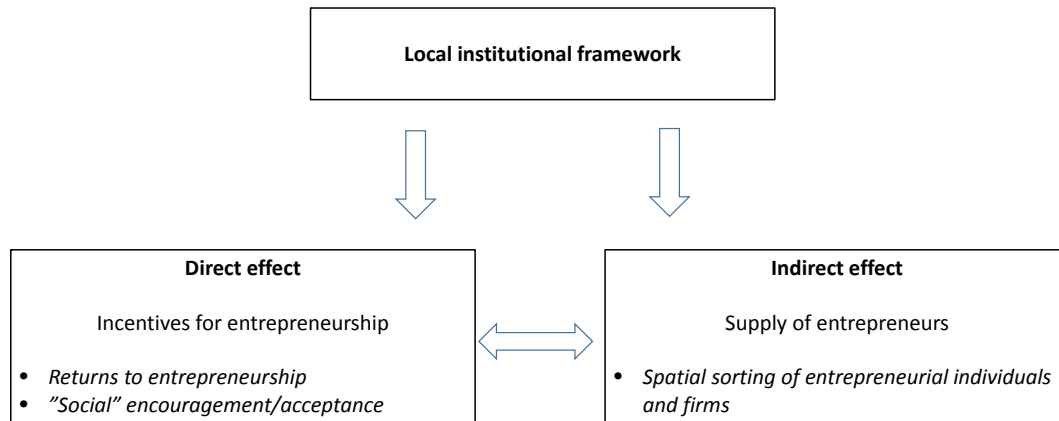 Local institutional framework
Direct effect
Incentives for entrepreneurship
• Returns to entrepreneurship
• ”Social” encouragement/acceptance
Indirect effect
Supply of entrepreneurs
• Spatial sorting of entrepreneurial individuals
and firms